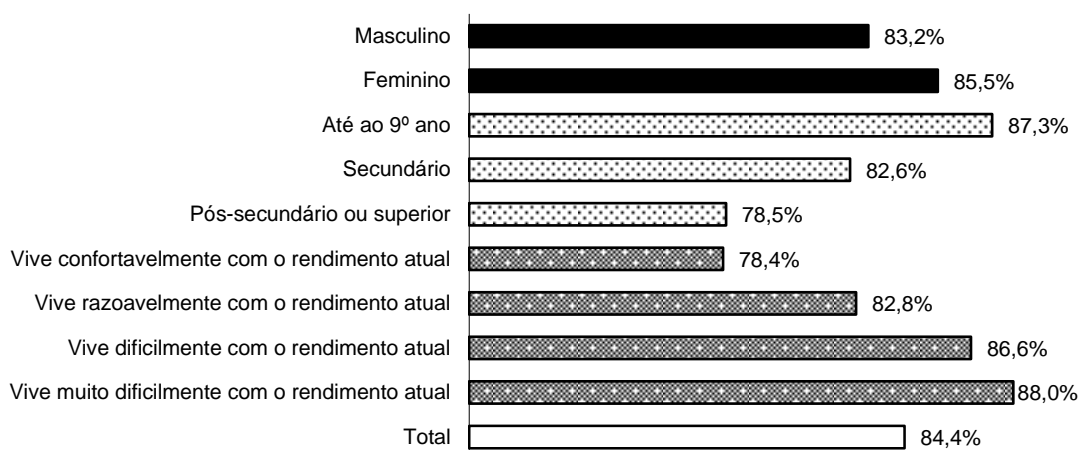 Masculino 83,2%
Feminino 85,5%
Até ao 9º ano 87,3%
Secundário 82,6%
Pós-secundário ou superior 78,5%
Vive confortavelmente com o rendimento atual 78,4%
Vive razoavelmente com o rendimento atual 82,8%
Vive dificilmente com o rendimento atual 86,6%
Vive muito dificilmente com o rendimento atual 88,0%
Total 84,4%